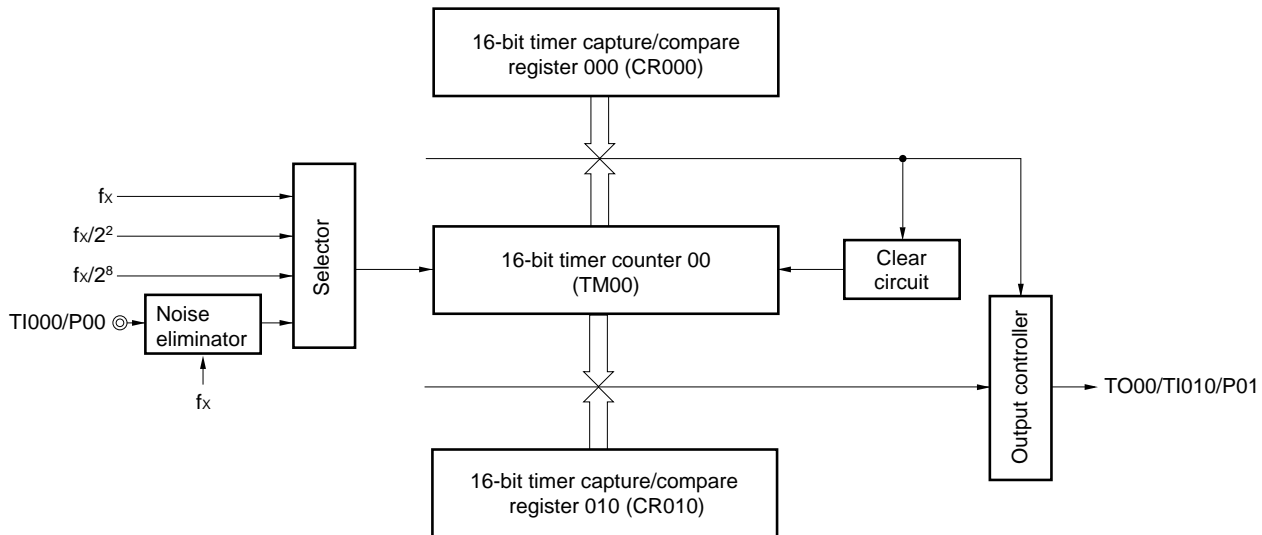 16-bit timer capture/compare
register 000 (CR000)
fX
fX/2²
fX/2⁸
TI000/P00
Noise
eliminator
fX
Selector
16-bit timer counter 00
(TM00)
Clear
circuit
Output controller
TO00/TI010/P01
16-bit timer capture/compare
register 010 (CR010)